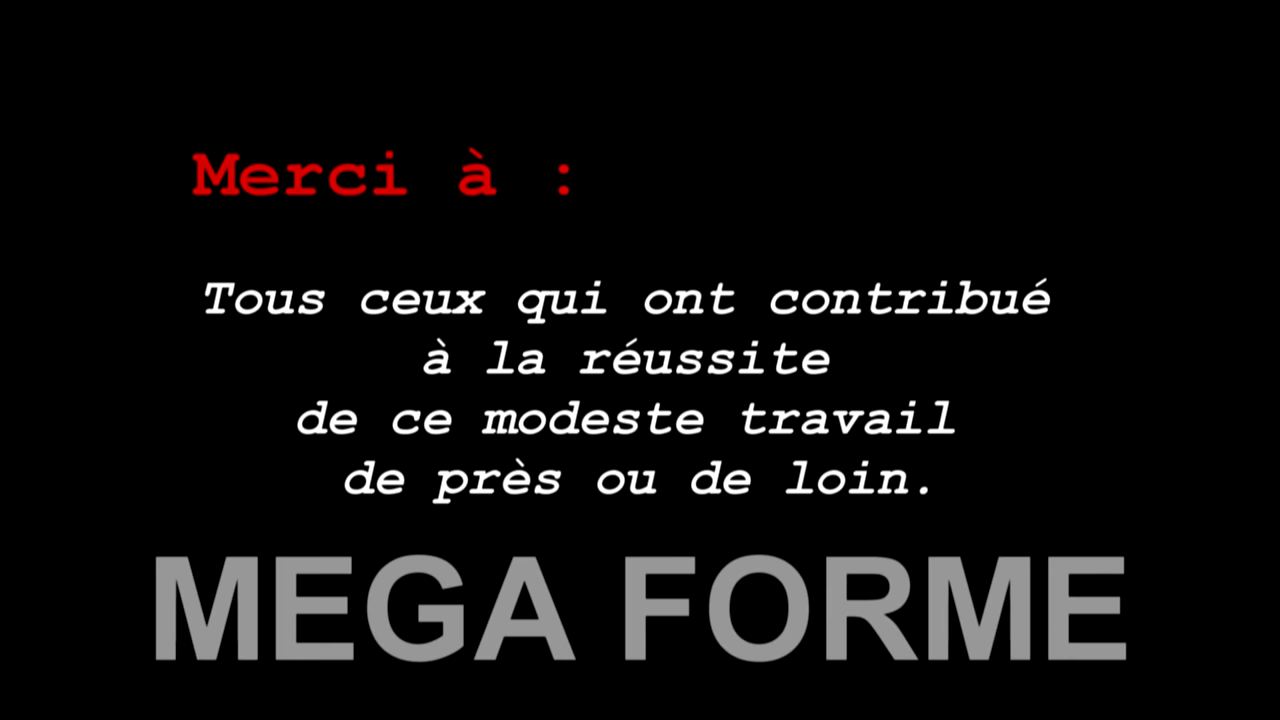 Merci à :
Tous ceux qui ont contribué
à la réussite
de ce modeste travail
de près ou de loin.
MEGA FORME